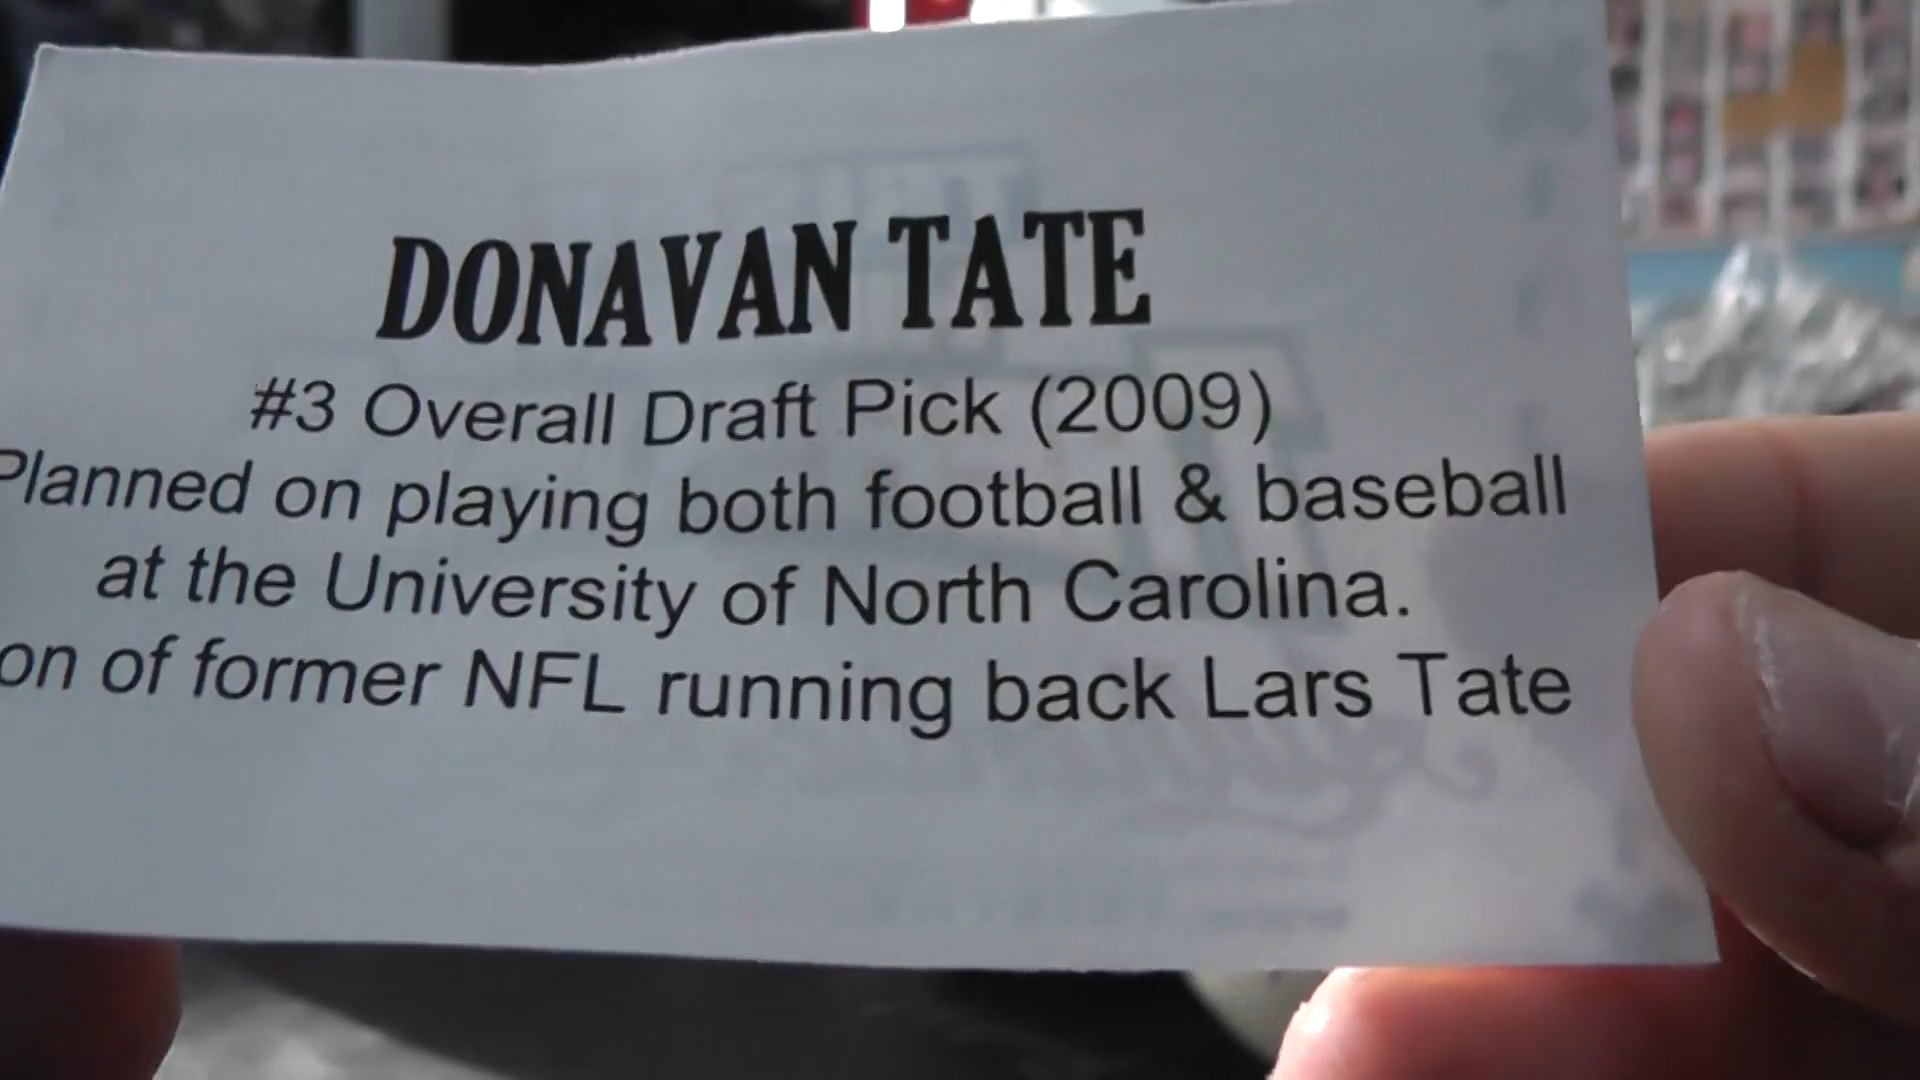 DONAVAN TATE
#3 Overall Draft Pick (2009)
Planned on playing both football & baseball
at the University of North Carolina.
on of former NFL running back Lars Tate